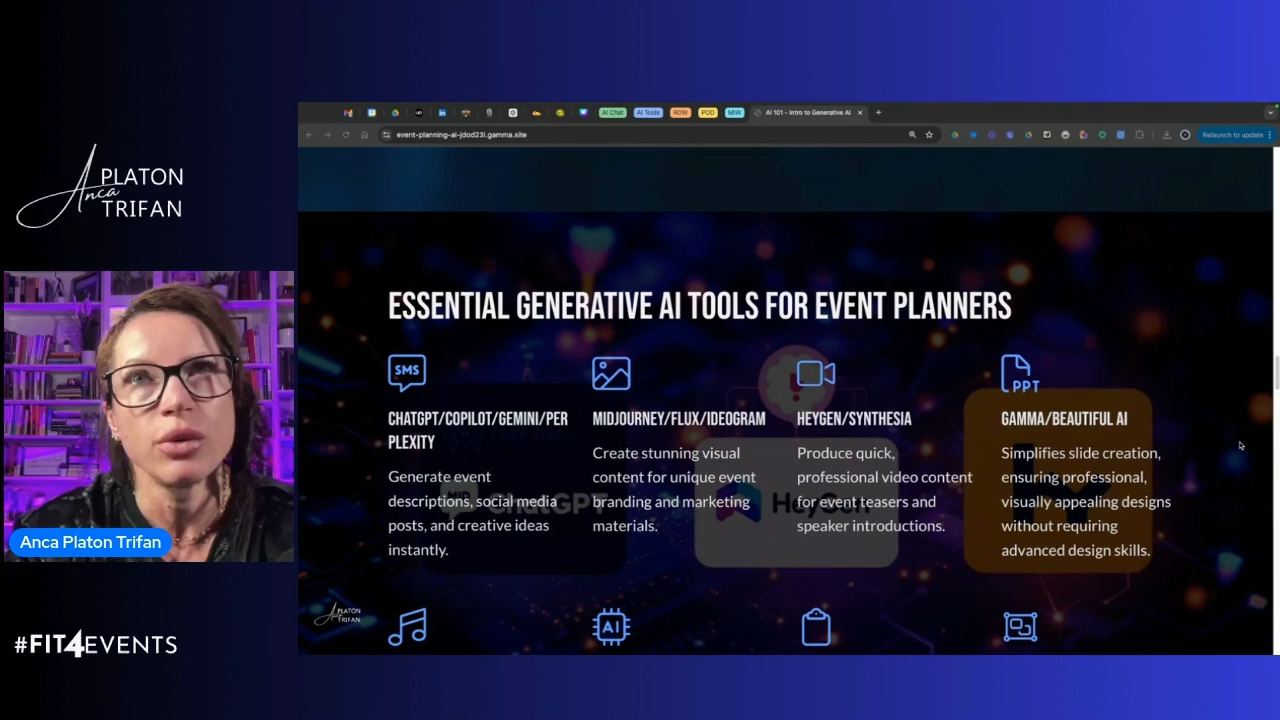 Anca
PLATON
TRIFAN
Anca Platon Trifan
#FIT4EVENTS
AI Chat
AI Tools
ROW
POD
MIW
AI 101 - Intro to Generative AI
event-planning-ai-jdod23i.gamma.site
Relaunch to update
ESSENTIAL GENERATIVE AI TOOLS FOR EVENT PLANNERS
SMS
CHATGPT/COPILOT/GEMINI/PER
PLEXITY
Generate event
descriptions, social media
posts, and creative ideas
instantly.
ChatGPT
MIDJOURNEY/FLUX/IDEOGRAM
Create stunning visual
content for unique event
branding and marketing
materials.
HEYGEN/SYNTHESIA
Produce quick,
professional video content
for event teasers and
speaker introductions.
HeyGen
PPT
GAMMA/BEAUTIFUL AI
Simplifies slide creation,
ensuring professional,
visually appealing designs
without requiring
advanced design skills.
PLATON
TRIFAN
AI